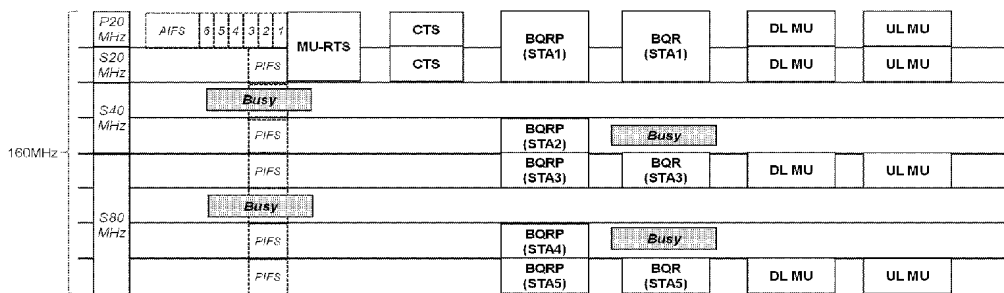 P20
MHz
AIFS
6
5
4
3
2
1
MU-RTS
CTS
BQRP
(STA1)
BQR
(STA1)
DL MU
UL MU
S20
MHz
PIFS
CTS
DL MU
UL MU
S40
MHz
Busy
PIFS
BQRP
(STA2)
Busy
160MHz
PIFS
BQRP
(STA3)
BQR
(STA3)
DL MU
UL MU
S80
MHz
Busy
PIFS
BQRP
(STA4)
Busy
PIFS
BQRP
(STA5)
BQR
(STA5)
DL MU
UL MU